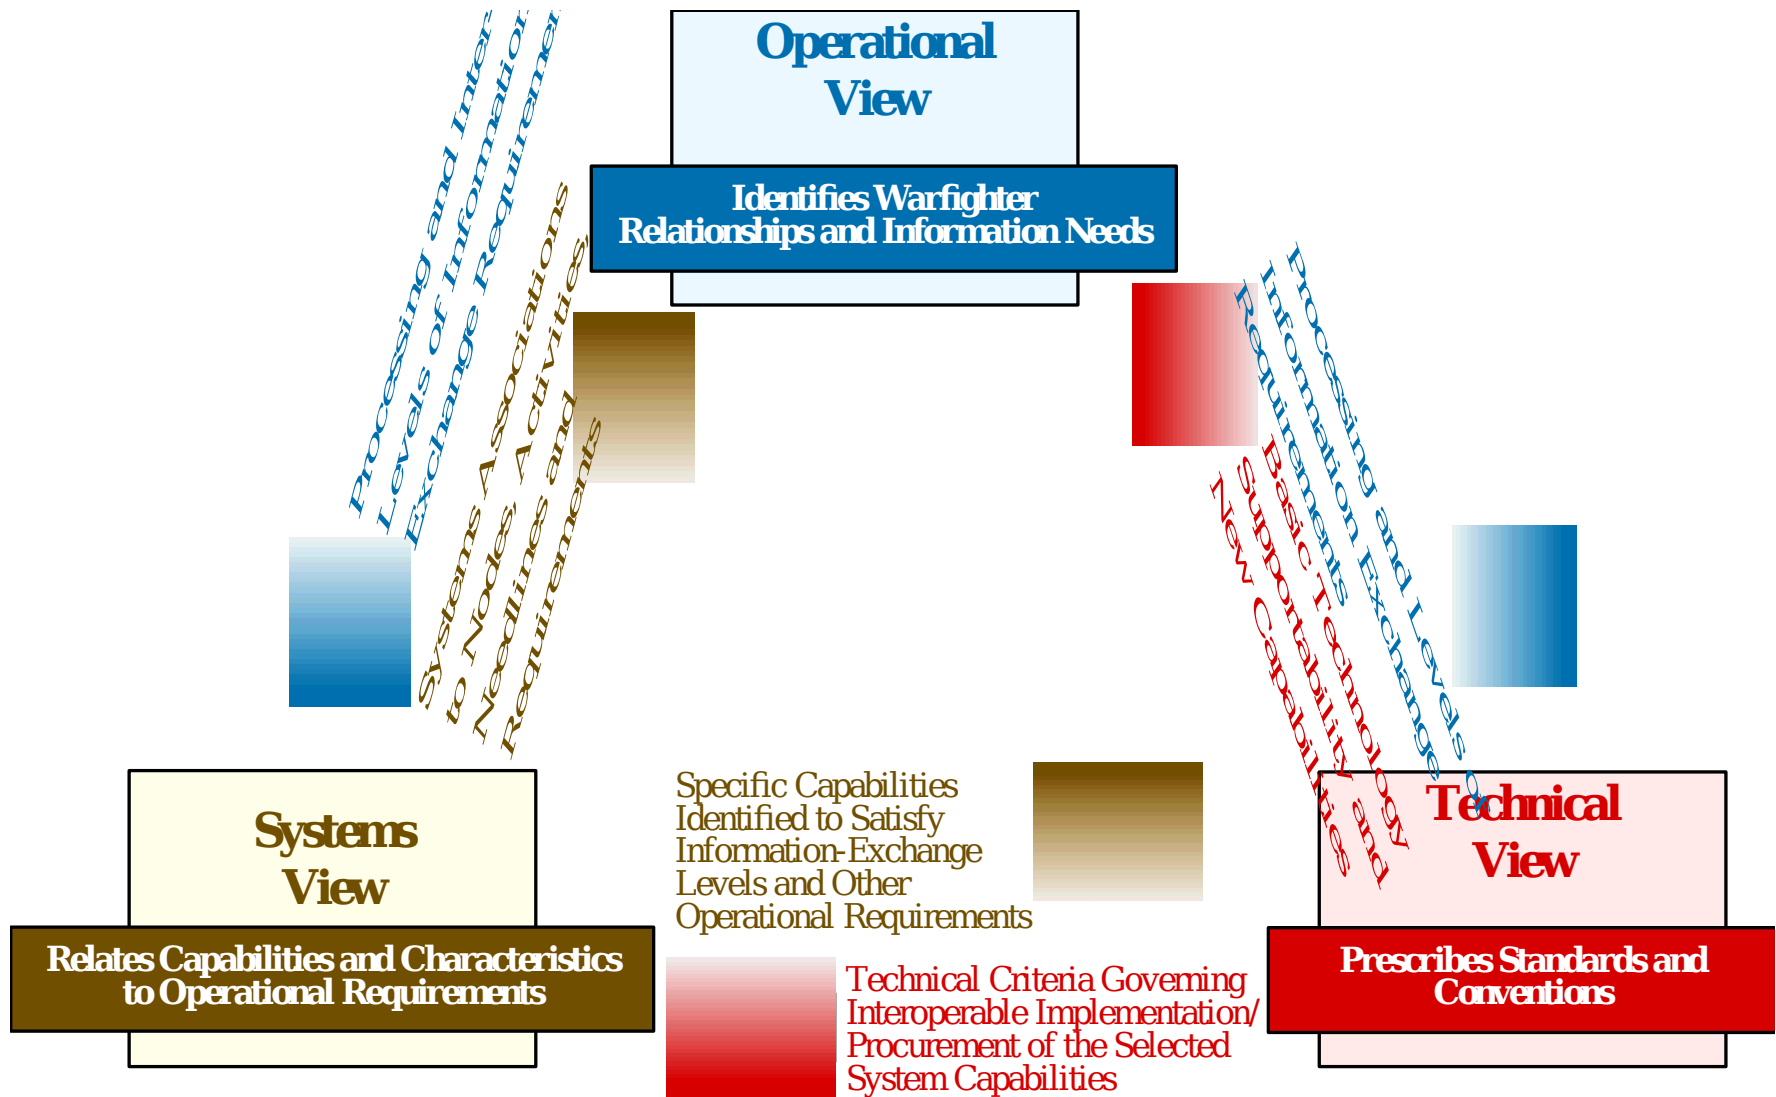 Operational
View
Identifies Warfighter
Relationships and Information Needs
Processing and Inter
Levels of Information
Exchange Requiremen
Systems Associations
to Nodes, Activities,
Needlines and
Requirements
Processing and Levels of
Information Exchange
Requirements
Basic Technology
Supportability and
New Capabilities
Systems
View
Relates Capabilities and Characteristics
to Operational Requirements
Specific Capabilities
Identified to Satisfy
Information-Exchange
Levels and Other
Operational Requirements
Technical Criteria Governing
Interoperable Implementation/
Procurement of the Selected
System Capabilities
Technical
View
Prescribes Standards and
Conventions